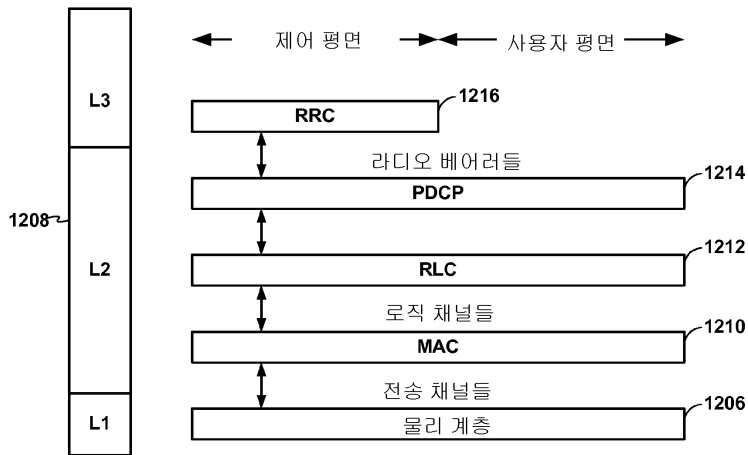 제어 평면
사용자 평면
L3
RRC
1216
라디오 베어러들
1214
PDCP
1208
L2
1212
RLC
로직 채널들
1210
MAC
전송 채널들
1206
L1
물리 계층